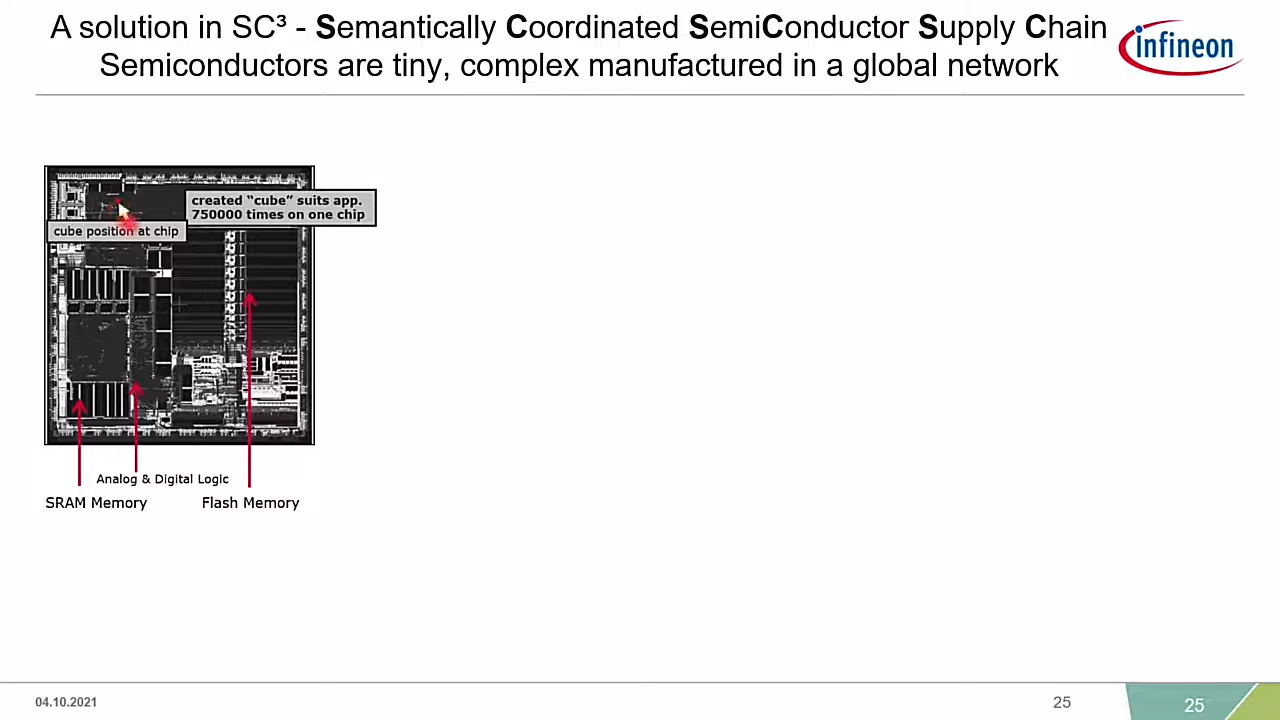 A solution in SC³ - Semantically Coordinated SemiConductor Supply Chain
Semiconductors are tiny, complex manufactured in a global network
infineon
created “cube” suits app.
750000 times on one chip
cube position at chip
Analog & Digital Logic
SRAM Memory
Flash Memory
04.10.2021
25
25